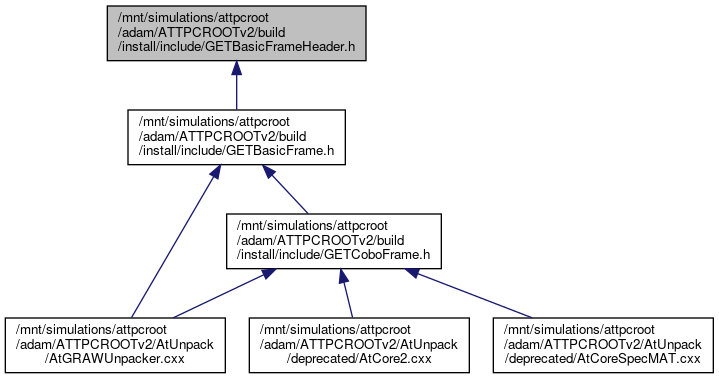 /mnt/simulations/attpcroot
/adam/ATTPCROOTv2/build
/install/include/GETBasicFrameHeader.h
/mnt/simulations/attpcroot
/adam/ATTPCROOTv2/build
/install/include/GETBasicFrame.h
/mnt/simulations/attpcroot
/adam/ATTPCROOTv2/build
/install/include/GETCoboFrame.h
/mnt/simulations/attpcroot
/adam/ATTPCROOTv2/AtUnpack
/AtGRAWUnpacker.cxx
/mnt/simulations/attpcroot
/adam/ATTPCROOTv2/AtUnpack
/deprecated/AtCore2.cxx
/mnt/simulations/attpcroot
/adam/ATTPCROOTv2/AtUnpack
/deprecated/AtCoreSpecMAT.cxx